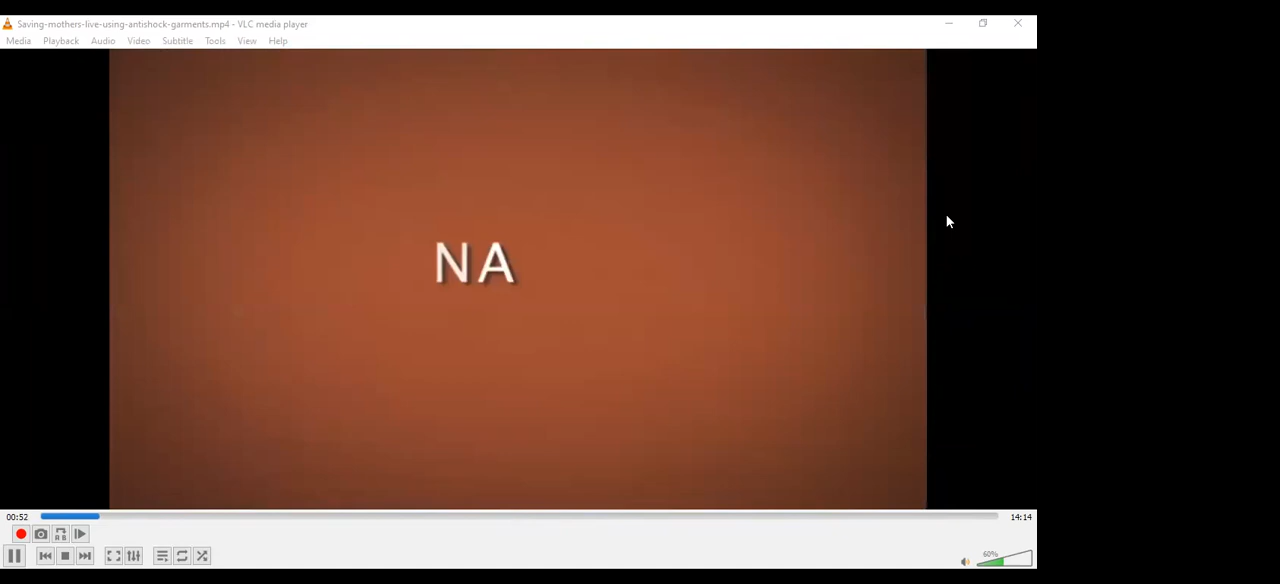 Saving-mothers-live-using-antishock-garments.mp4 - VLC media player
Media Playback Audio Video Subtitle Tools View Help
NA
00:52
14:14
60%